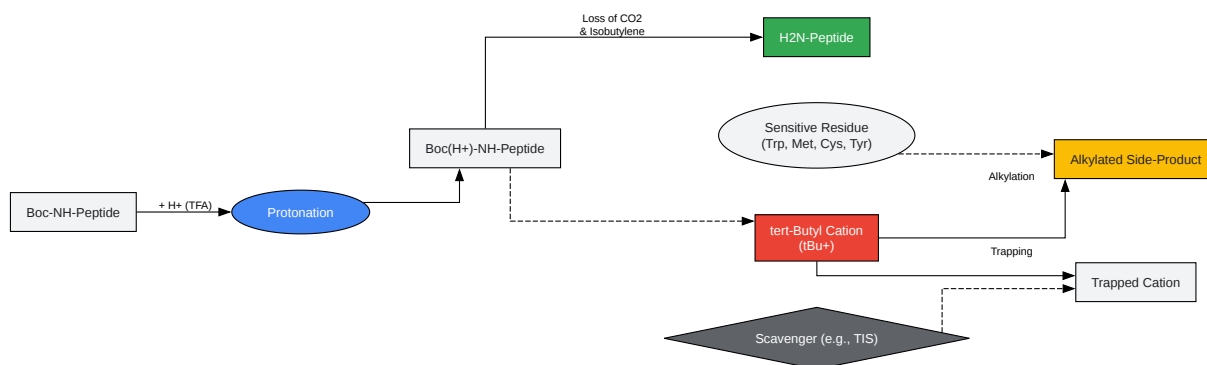 Loss of CO2
& Isobutylene
H2N-Peptide
Sensitive Residue
(Trp, Met, Cys, Tyr)
Boc(H+)-NH-Peptide
Alkylated Side-Product
Alkylation
Boc-NH-Peptide
+ H+ (TFA)
Protonation
tert-Butyl Cation
(tBu+)
Trapping
Trapped Cation
Scavenger (e.g., TIS)